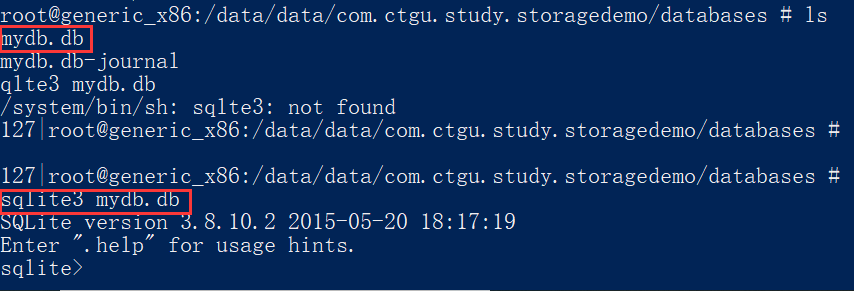 root@generic_x86:/data/data/com.ctgu.study.storagedemo/databases # ls
mydb.db
mydb.db-journal
qlte3 mydb.db
/system/bin/sh: sqlte3: not found
127|root@generic_x86:/data/data/com.ctgu.study.storagedemo/databases #
127|root@generic_x86:/data/data/com.ctgu.study.storagedemo/databases #
sqlite3 mydb.db
SQLite version 3.8.10.2 2015-05-20 18:17:19
Enter ".help" for usage hints.
sqlite>